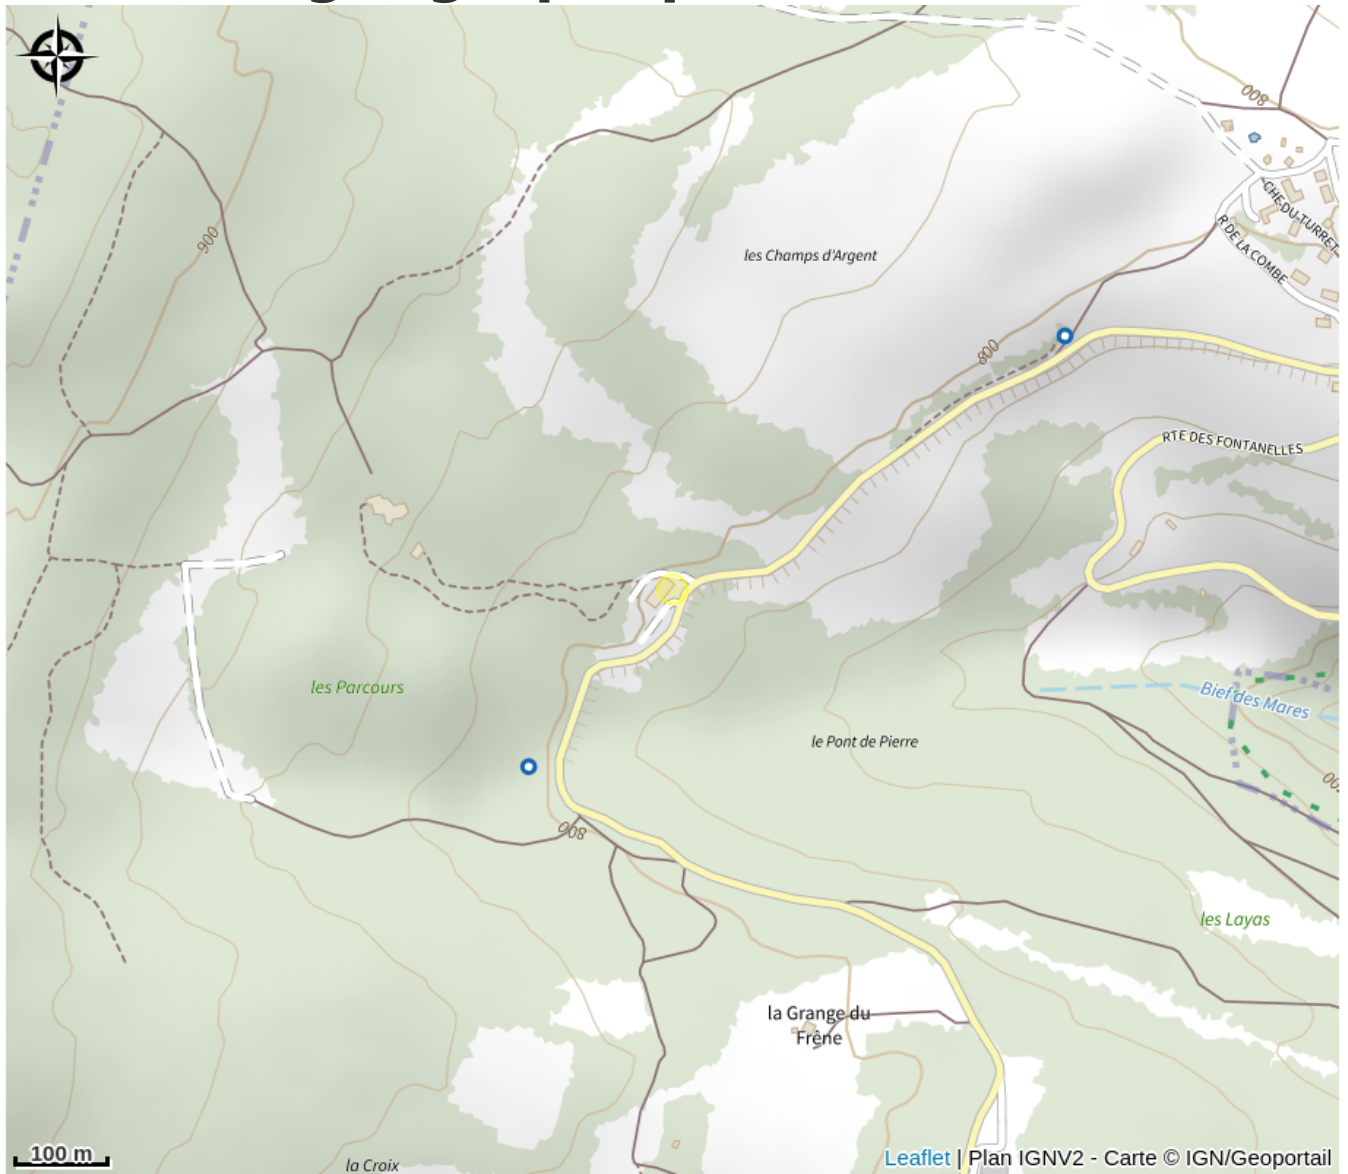 800
CHE DU TURRET
900
R DE LA COMBE
les Champs d'Argent
800
RTE DES FONTANELLES
les Parcours
Bief des Mares
le Pont de Pierre
800
les Layas
la Grange du
Frêne
100 m
la Croix
Leaflet | Plan IGNV2 - Carte © IGN/Geoportail